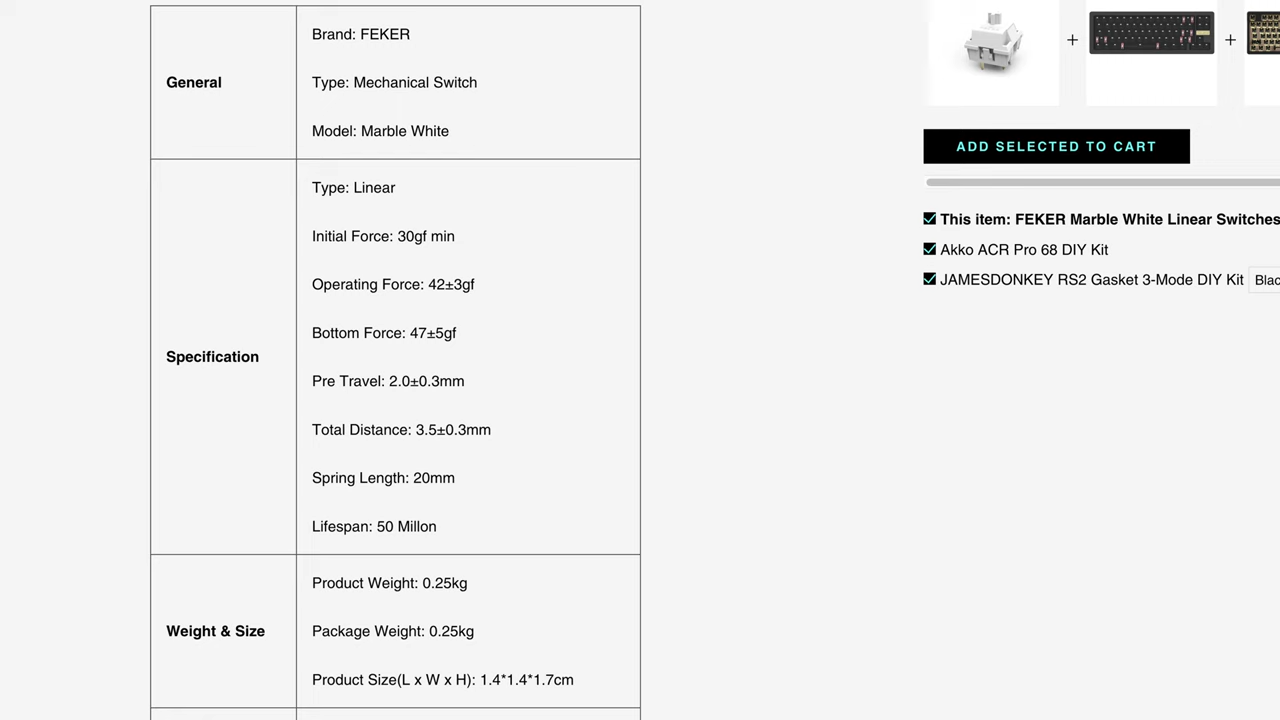 General
Brand: FEKER
Type: Mechanical Switch
Model: Marble White
Specification
Type: Linear
Initial Force: 30gf min
Operating Force: 42±3gf
Bottom Force: 47±5gf
Pre Travel: 2.0±0.3mm
Total Distance: 3.5±0.3mm
Spring Length: 20mm
Lifespan: 50 Millon
Weight & Size
Product Weight: 0.25kg
Package Weight: 0.25kg
Product Size(L x W x H): 1.4*1.4*1.7cm
+ +
ADD SELECTED TO CART
This item: FEKER Marble White Linear Switches
Akko ACR Pro 68 DIY Kit
JAMESDONKEY RS2 Gasket 3-Mode DIY Kit Blac